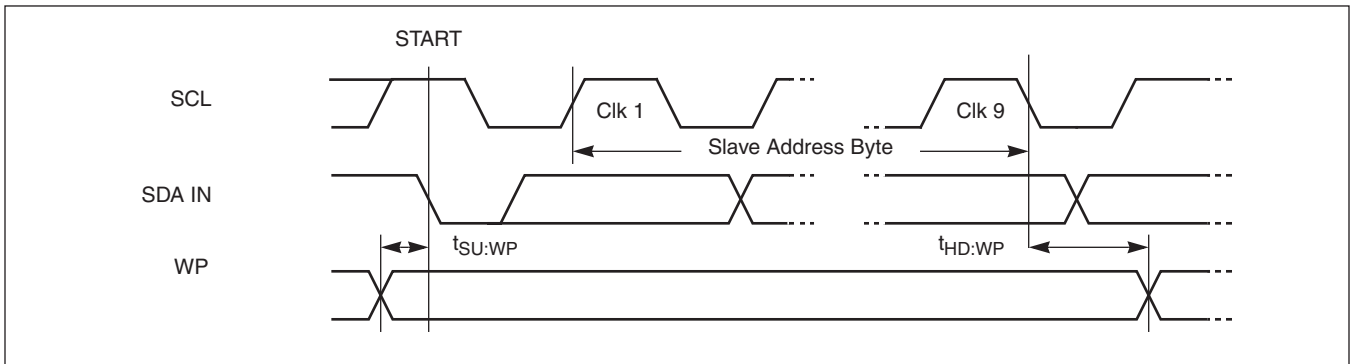 START
SCL
Clk 1
Clk 9
Slave Address Byte
SDA IN
tSU:WP
tHD:WP
WP